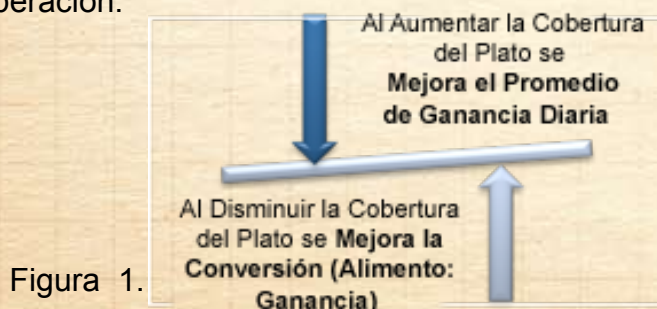 peración.
Al Aumentar la Cobertura
del Plato se
Mejora el Promedio
de Ganancia Diaria
Al Disminuir la Cobertura
del Plato se Mejora la
Conversión (Alimento:
Ganancia)
Figura 1.